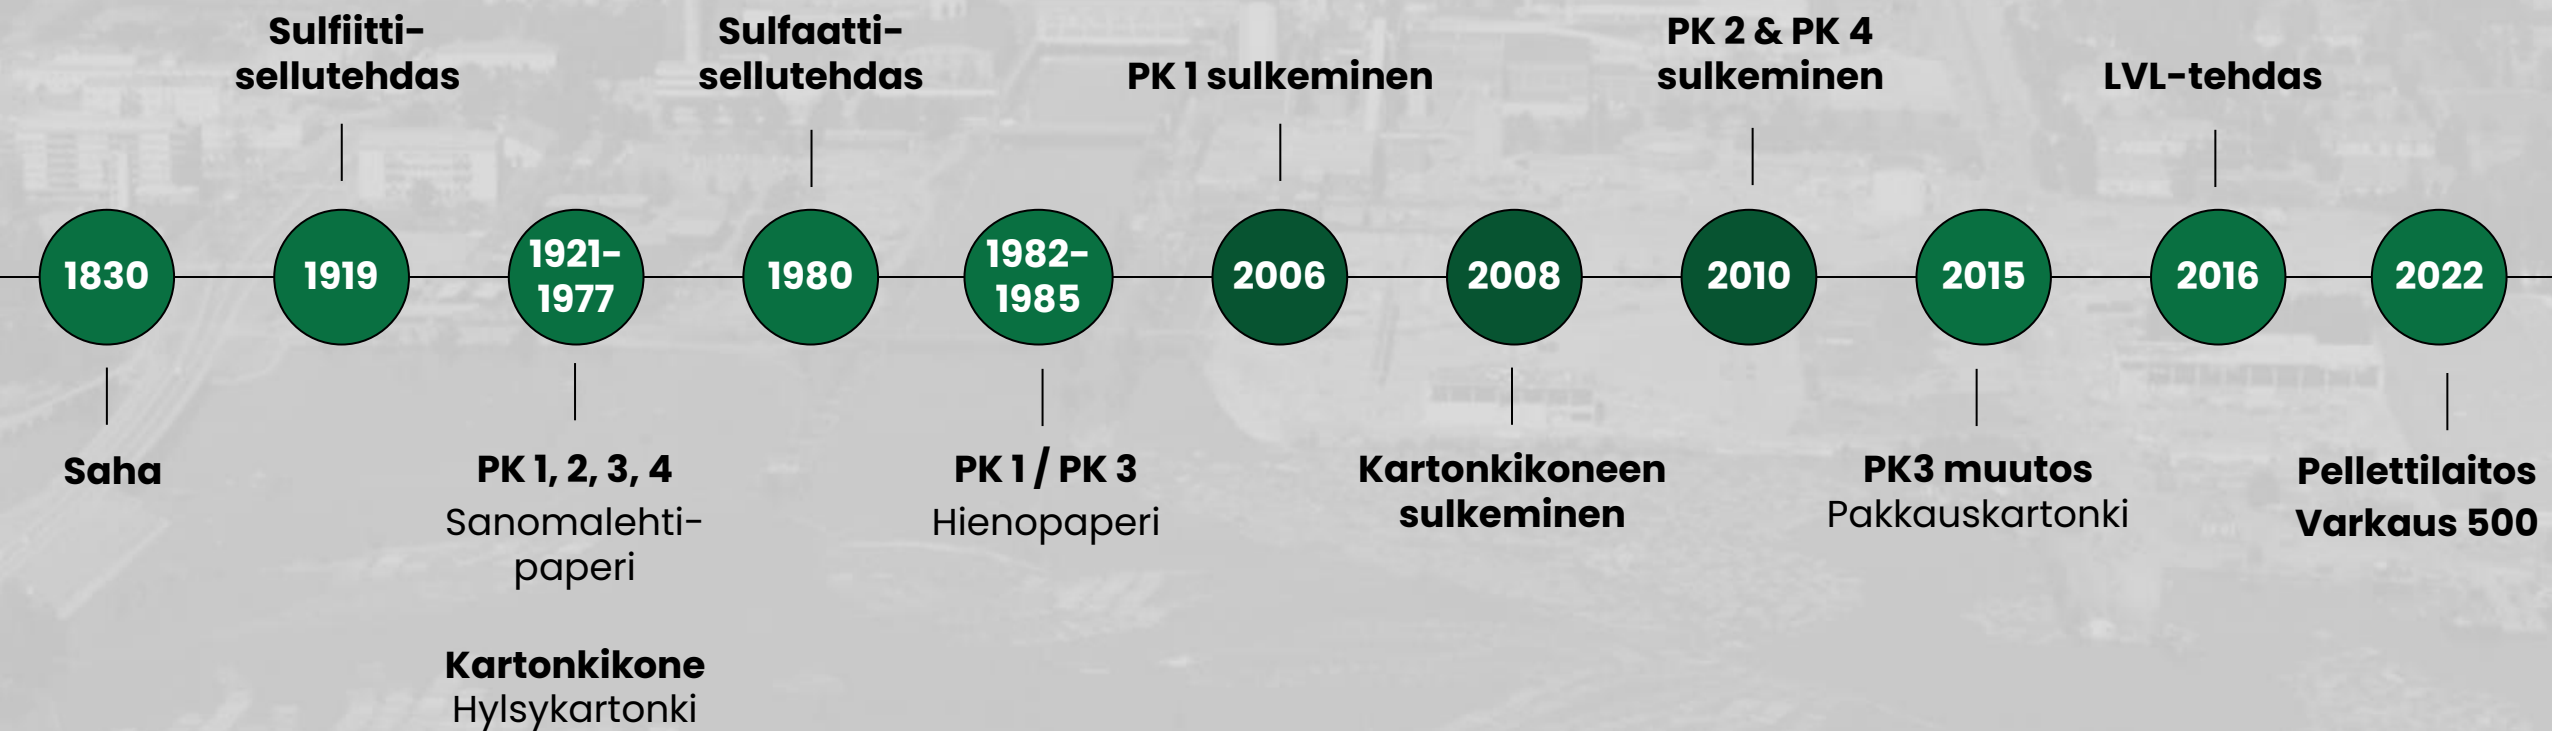 Sulfiitti-
sellutehdas
Sulfaatti-
sellutehdas
PK 1 sulkeminen
PK 2 & PK 4
sulkeminen
LVL-tehdas
1830
1919
1921-
1977
1980
1982-
1985
2006
2008
2010
2015
2016
2022
Saha
PK 1, 2, 3, 4
Sanomalehti-
paperi
Kartonkikone
Hylsykartonki
PK 1 / PK 3
Hienopaperi
Kartonkikoneen
sulkeminen
PK3 muutos
Pakkauskartonki
Pellettilaitos
Varkaus 500